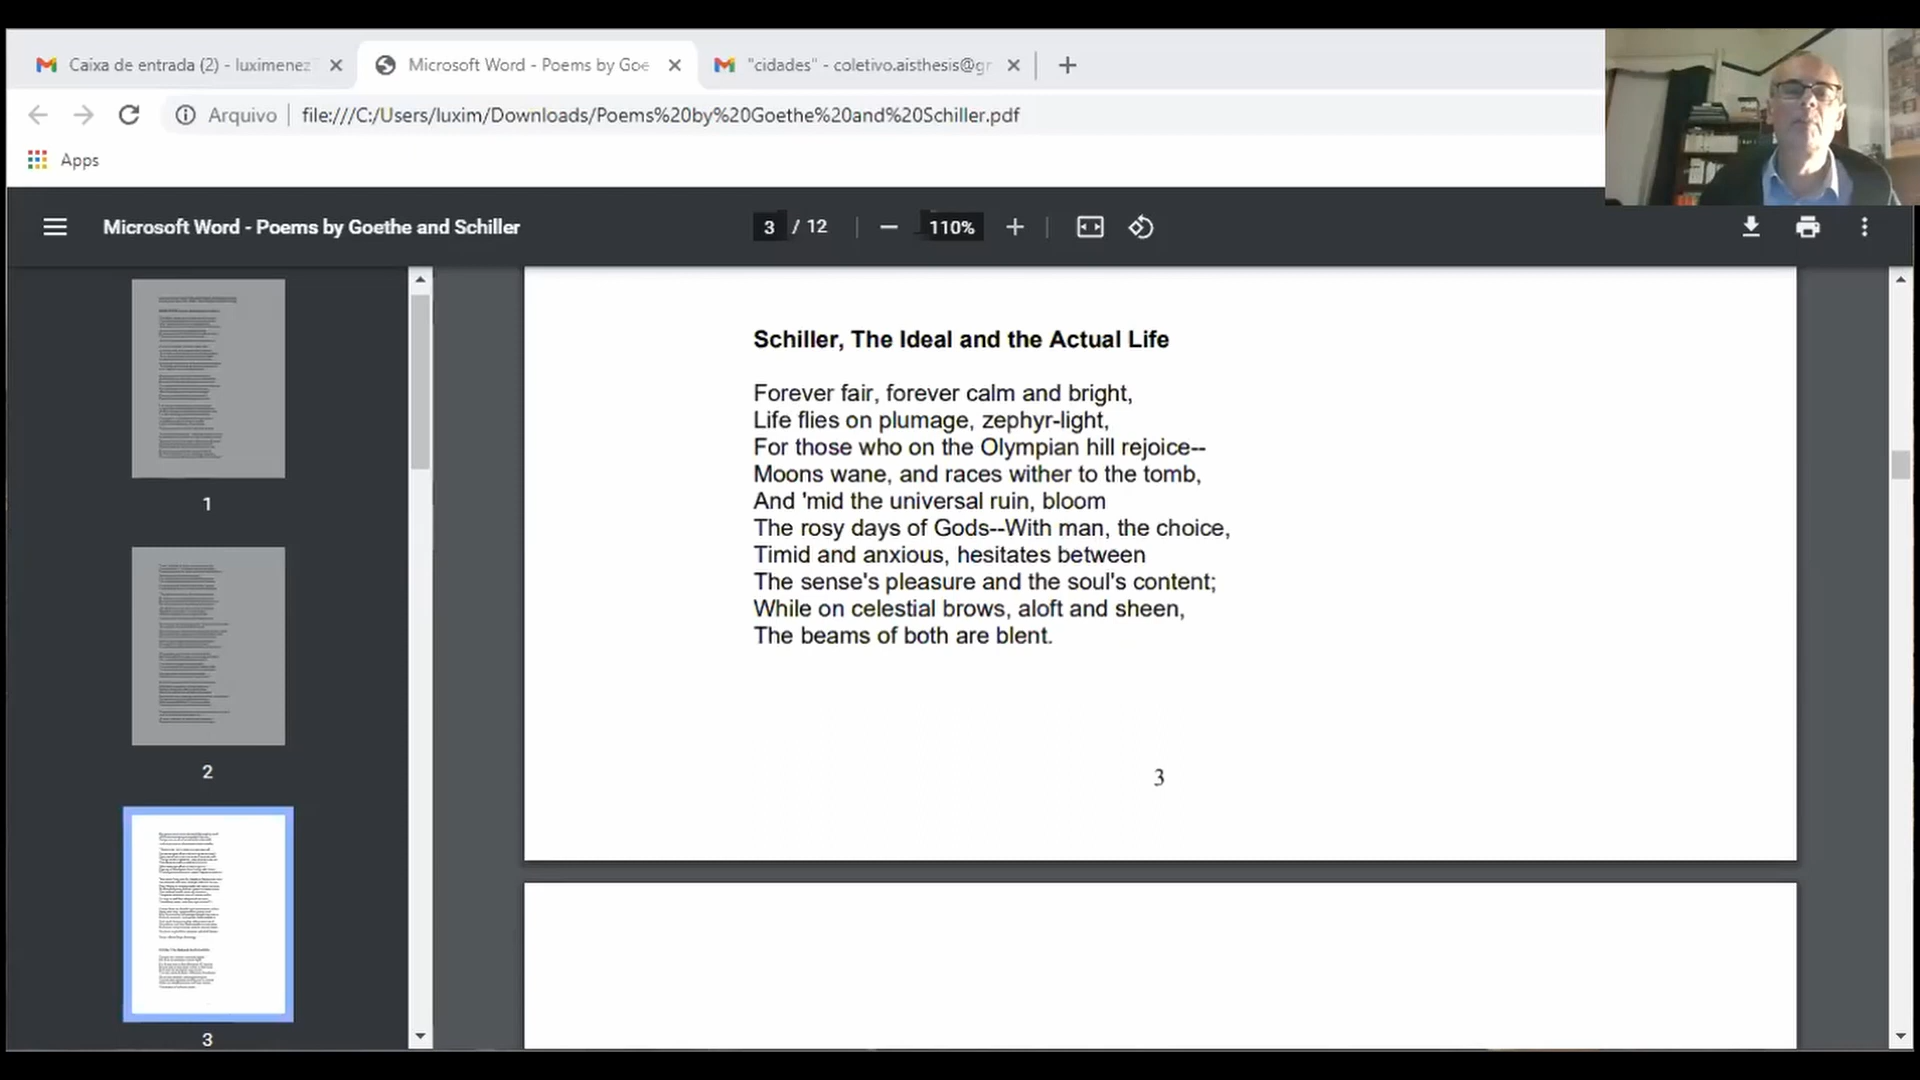 Caixa de entrada (2) - luximenez
Microsoft Word - Poems by Goe
"cidades" - coletivo.aisthesis@gr
Arquivo
file:///C:/Users/luxim/Downloads/Poems%20by%20Goethe%20and%20Schiller.pdf
Apps
Microsoft Word - Poems by Goethe and Schiller
3 / 12
110%
Schiller, The Ideal and the Actual Life
Forever fair, forever calm and bright,
Life flies on plumage, zephyr-light,
For those who on the Olympian hill rejoice--
Moons wane, and races wither to the tomb,
And 'mid the universal ruin, bloom
The rosy days of Gods--With man, the choice,
Timid and anxious, hesitates between
The sense's pleasure and the soul's content;
While on celestial brows, aloft and sheen,
The beams of both are blent.
3
1
2
3